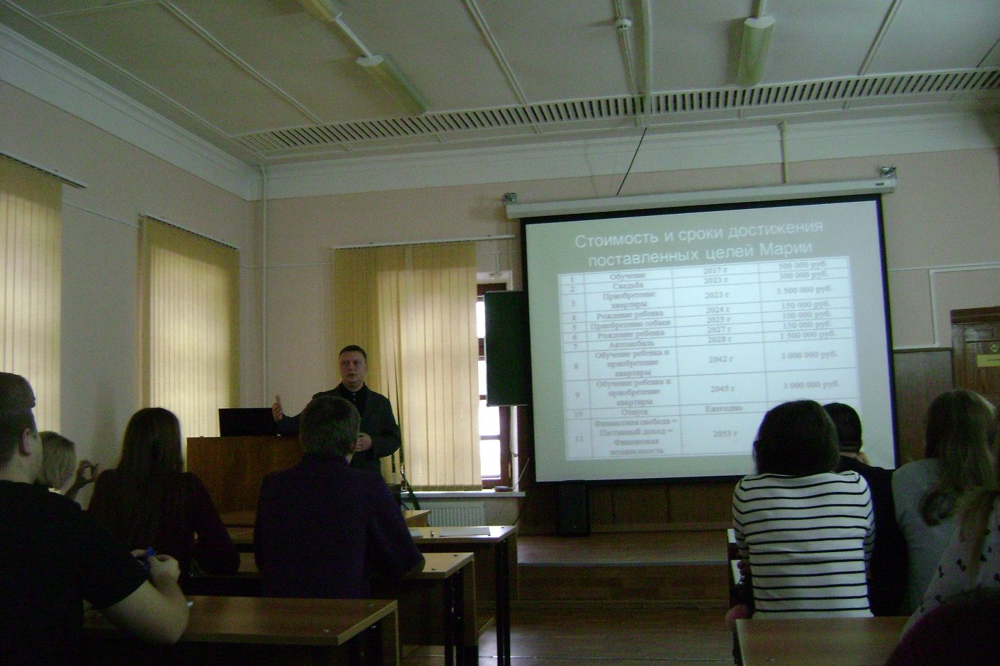 Стоимость и сроки достижения
поставленных целей Марии
1 Обучение 2017 г 500 000 руб.
2 Свадьба 2023 г 300 000 руб.
3 Приобретение квартиры 2023 г 3 500 000 руб.
4 Рождение ребенка 2024 г 150 000 руб.
5 Приобретение собаки 2025 г 100 000 руб.
6 Рождение ребенка 2027 г 150 000 руб.
7 Автомобиль 2028 г 1 500 000 руб.
8 Обучение ребенка и приобретение квартиры 2042 г 3 000 000 руб.
9 Обучение ребенка и приобретение квартиры 2045 г 3 000 000 руб.
10 Отпуск Ежегодно
11 Финансовая свобода = Пассивный доход = Финансовая независимость 2053 г